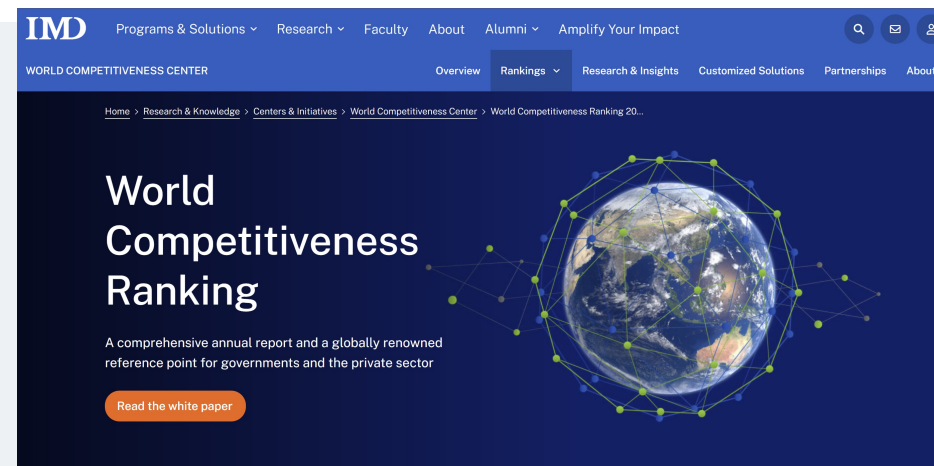 IMD Programs & Solutions Research Faculty About Alumni Amplify Your Impact
WORLD COMPETITIVENESS CENTER Overview Rankings Research & Insights Customized Solutions Partnerships About
Home > Research & Knowledge > Centers & Initiatives > World Competitiveness Center > World Competitiveness Ranking 20...
World
Competitiveness
Ranking
A comprehensive annual report and a globally renowned
reference point for governments and the private sector
Read the white paper